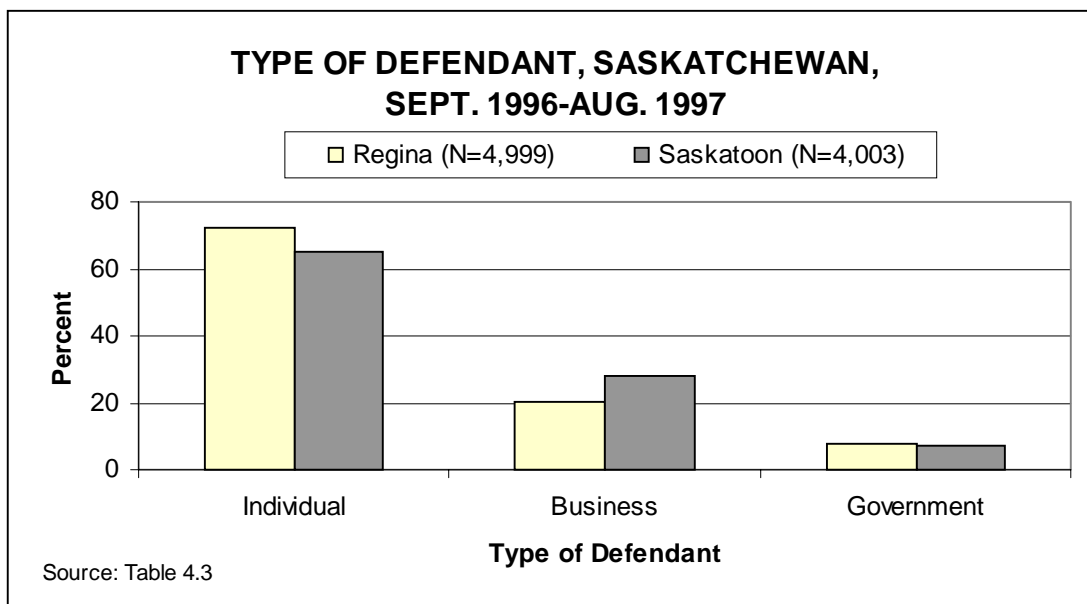 TYPE OF DEFENDANT, SASKATCHEWAN,
SEPT. 1996-AUG. 1997
Regina (N=4,999) Saskatoon (N=4,003)
80
60
40
20
0
Percent
Individual Business Government
Type of Defendant
Source: Table 4.3